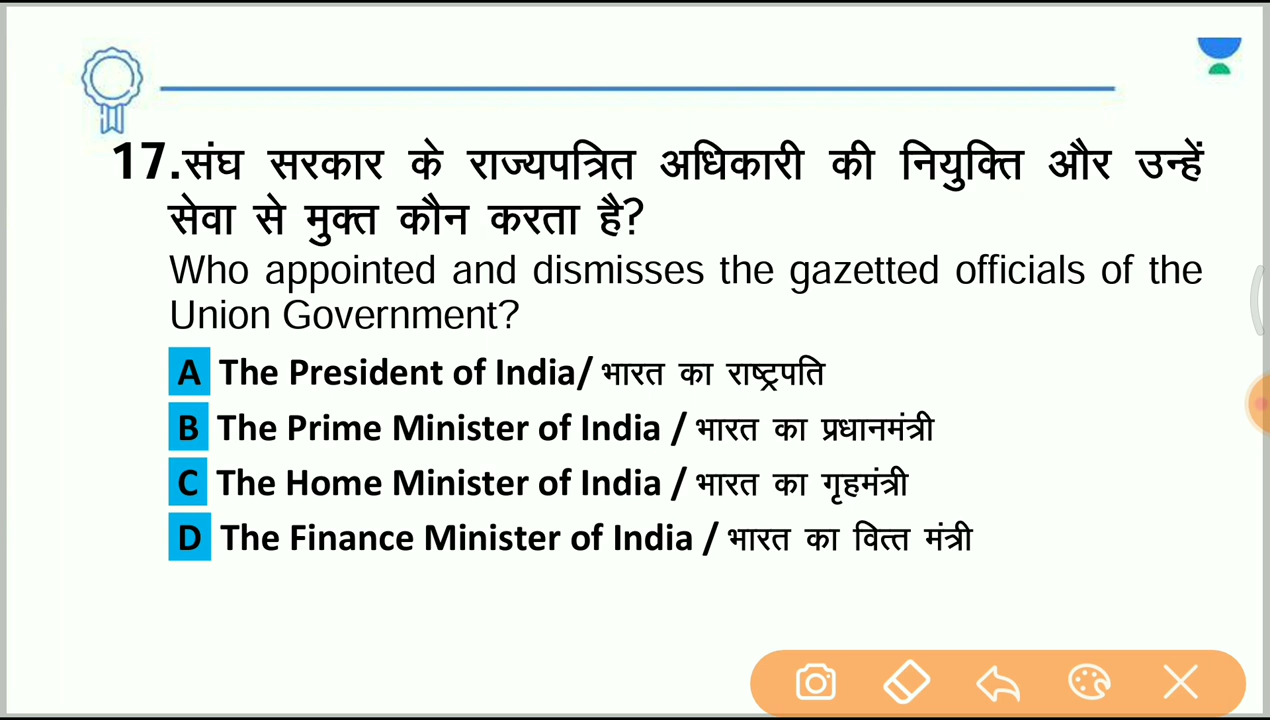 17.संघ सरकार के राज्यपत्रित अधिकारी की नियुक्ति और उन्हें
सेवा से मुक्त कौन करता है?
Who appointed and dismisses the gazetted officials of the
Union Government?
A The President of India/ भारत का राष्ट्रपति
B The Prime Minister of India / भारत का प्रधानमंत्री
C The Home Minister of India / भारत का गृहमंत्री
D The Finance Minister of India / भारत का वित्त मंत्री